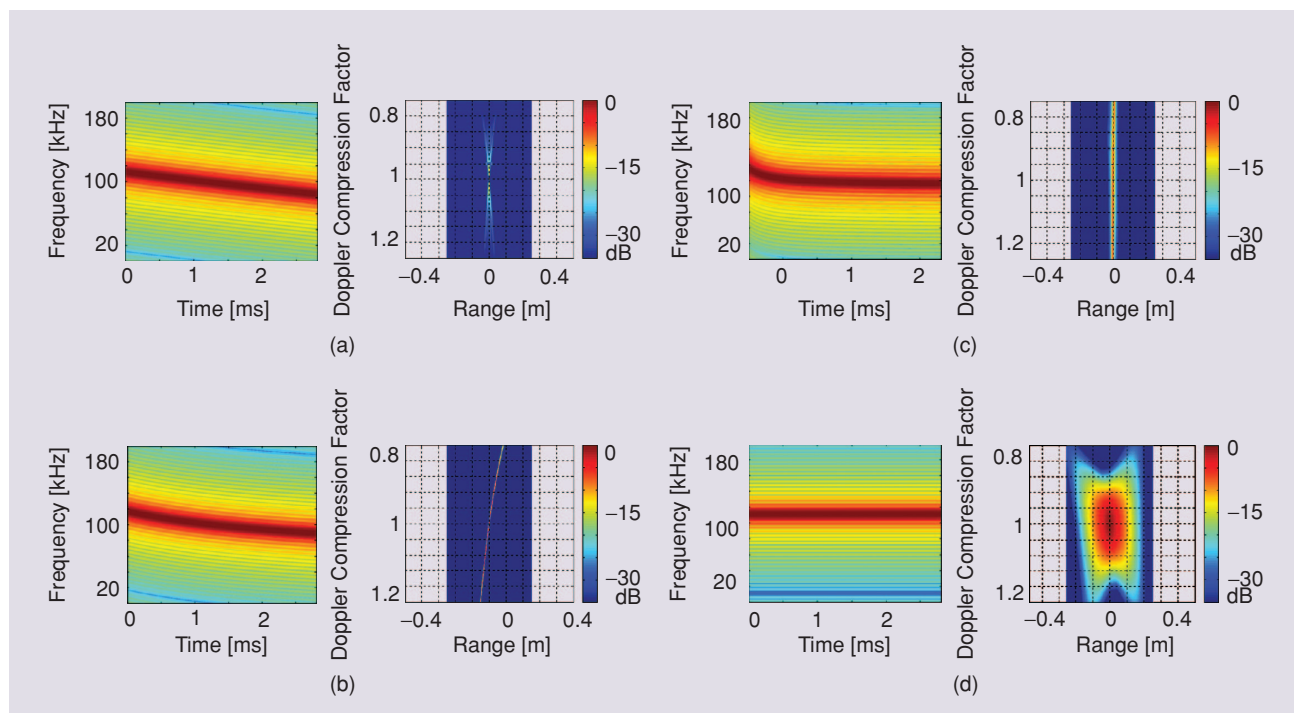 Frequency [kHz]
180
100
20
0
1
2
Time [ms]
Doppler Compression Factor
0.8
1
1.2
−0.4
0
0.4
Range [m]
0
−15
−30
dB
(a)
Frequency [kHz]
180
100
20
0
1
2
Time [ms]
Doppler Compression Factor
0.8
1
1.2
−0.4
0
0.4
Range [m]
0
−15
−30
dB
(c)
Frequency [kHz]
180
100
20
0
1
2
Time [ms]
Doppler Compression Factor
0.8
1
1.2
−0.4
0
0.4
Range [m]
0
−15
−30
dB
(b)
Frequency [kHz]
180
100
20
0
1
2
Time [ms]
Doppler Compression Factor
0.8
1
1.2
−0.4
0
0.4
Range [m]
0
−15
−30
dB
(d)